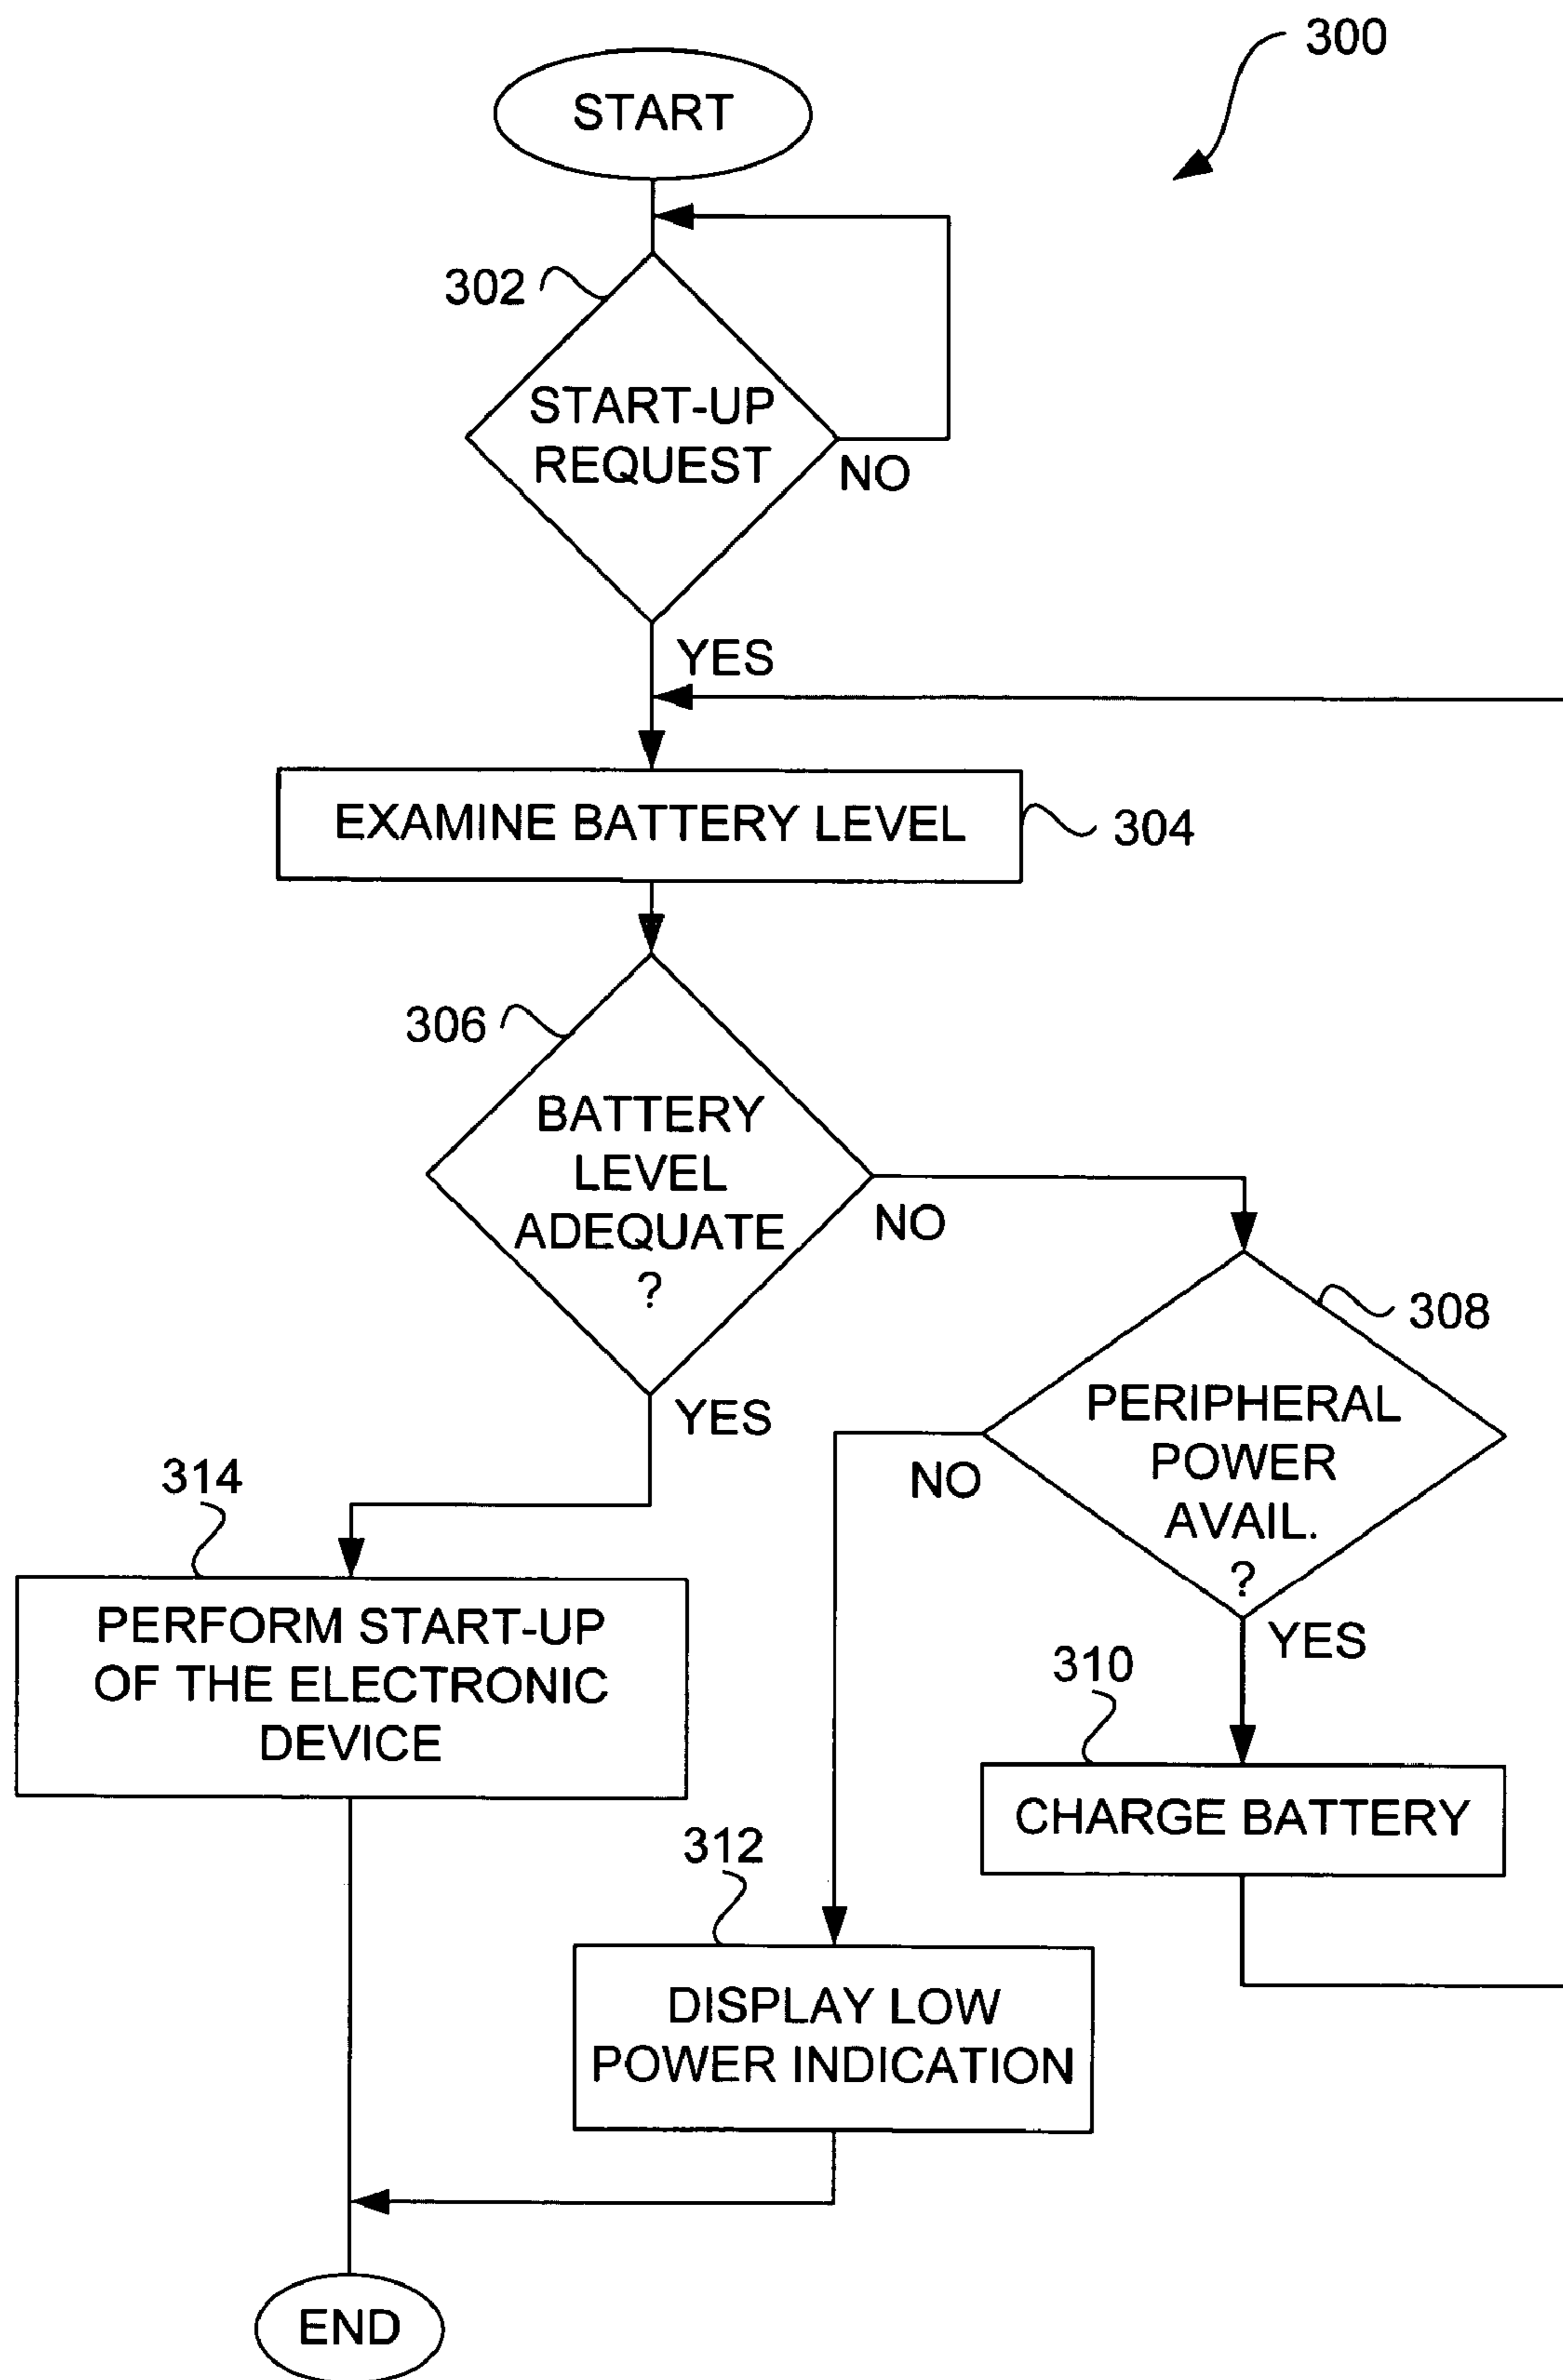 300
START
302
START-UP
REQUEST
NO
YES
EXAMINE BATTERY LEVEL
304
306
BATTERY
LEVEL
ADEQUATE
?
NO
YES
308
PERIPHERAL
POWER
AVAIL.
?
NO
YES
314
PERFORM START-UP
OF THE ELECTRONIC
DEVICE
310
CHARGE BATTERY
312
DISPLAY LOW
POWER INDICATION
END